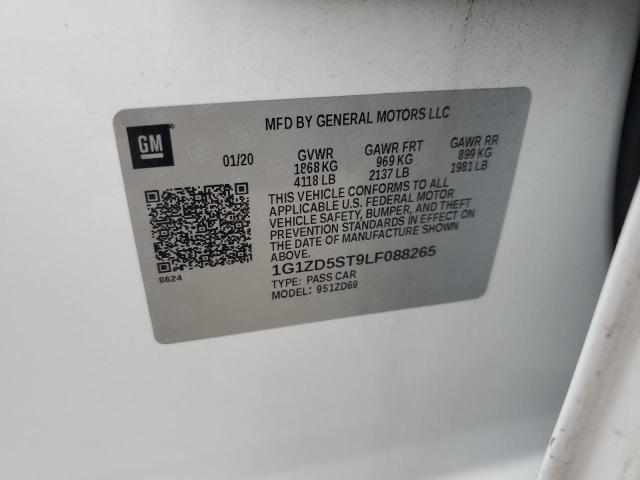 MFD BY GENERAL MOTORS LLC
GM
01/20
GVWR GAWR FRT GAWR RR
1868 KG 969 KG 899 KG
4118 LB 2137 LB 1981 LB
THIS VEHICLE CONFORMS TO ALL
APPLICABLE U.S. FEDERAL MOTOR
VEHICLE SAFETY, BUMPER, AND THEFT
PREVENTION STANDARDS IN EFFECT
ON THE DATE OF MANUFACTURE SHOWN
ABOVE.
1G1ZD5ST9LF088265
TYPE: PASS CAR
MODEL: 951ZD69
8624